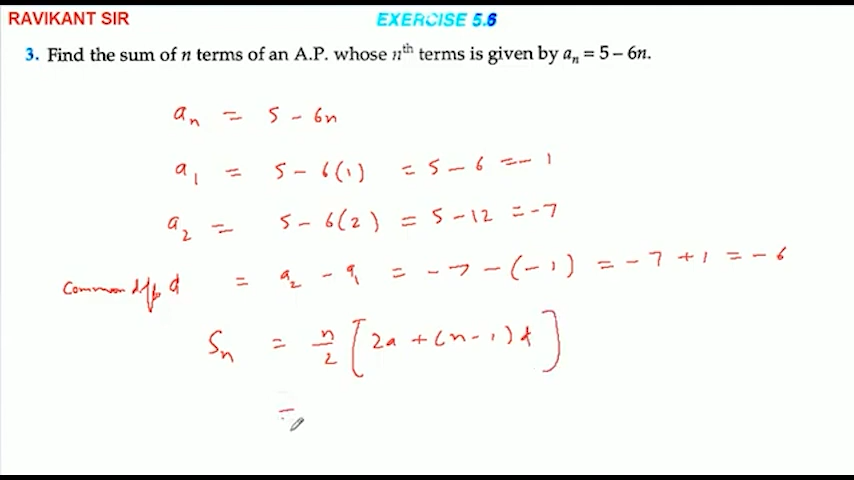 RAVIKANT SIR
EXERCISE 5.6
3. Find the sum of n terms of an A.P. whose nth terms is given by aₙ = 5 – 6n.
aₙ = 5 - 6n
a₁ = 5 - 6(1) = 5 - 6 = - 1
a₂ = 5 - 6(2) = 5 - 12 = -7
Common diff d = a₂ - a₁ = -7 - (-1) = -7 + 1 = -6
Sₙ = n/2 [2a + (n-1)d]
=